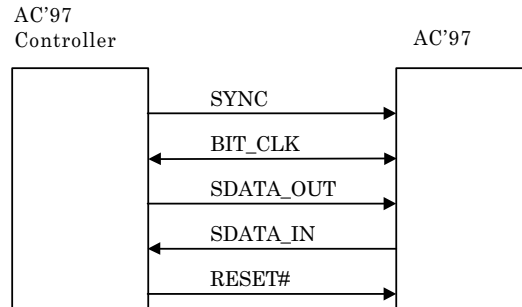 AC'97
Controller
AC'97
SYNC
BIT_CLK
SDATA_OUT
SDATA_IN
RESET#